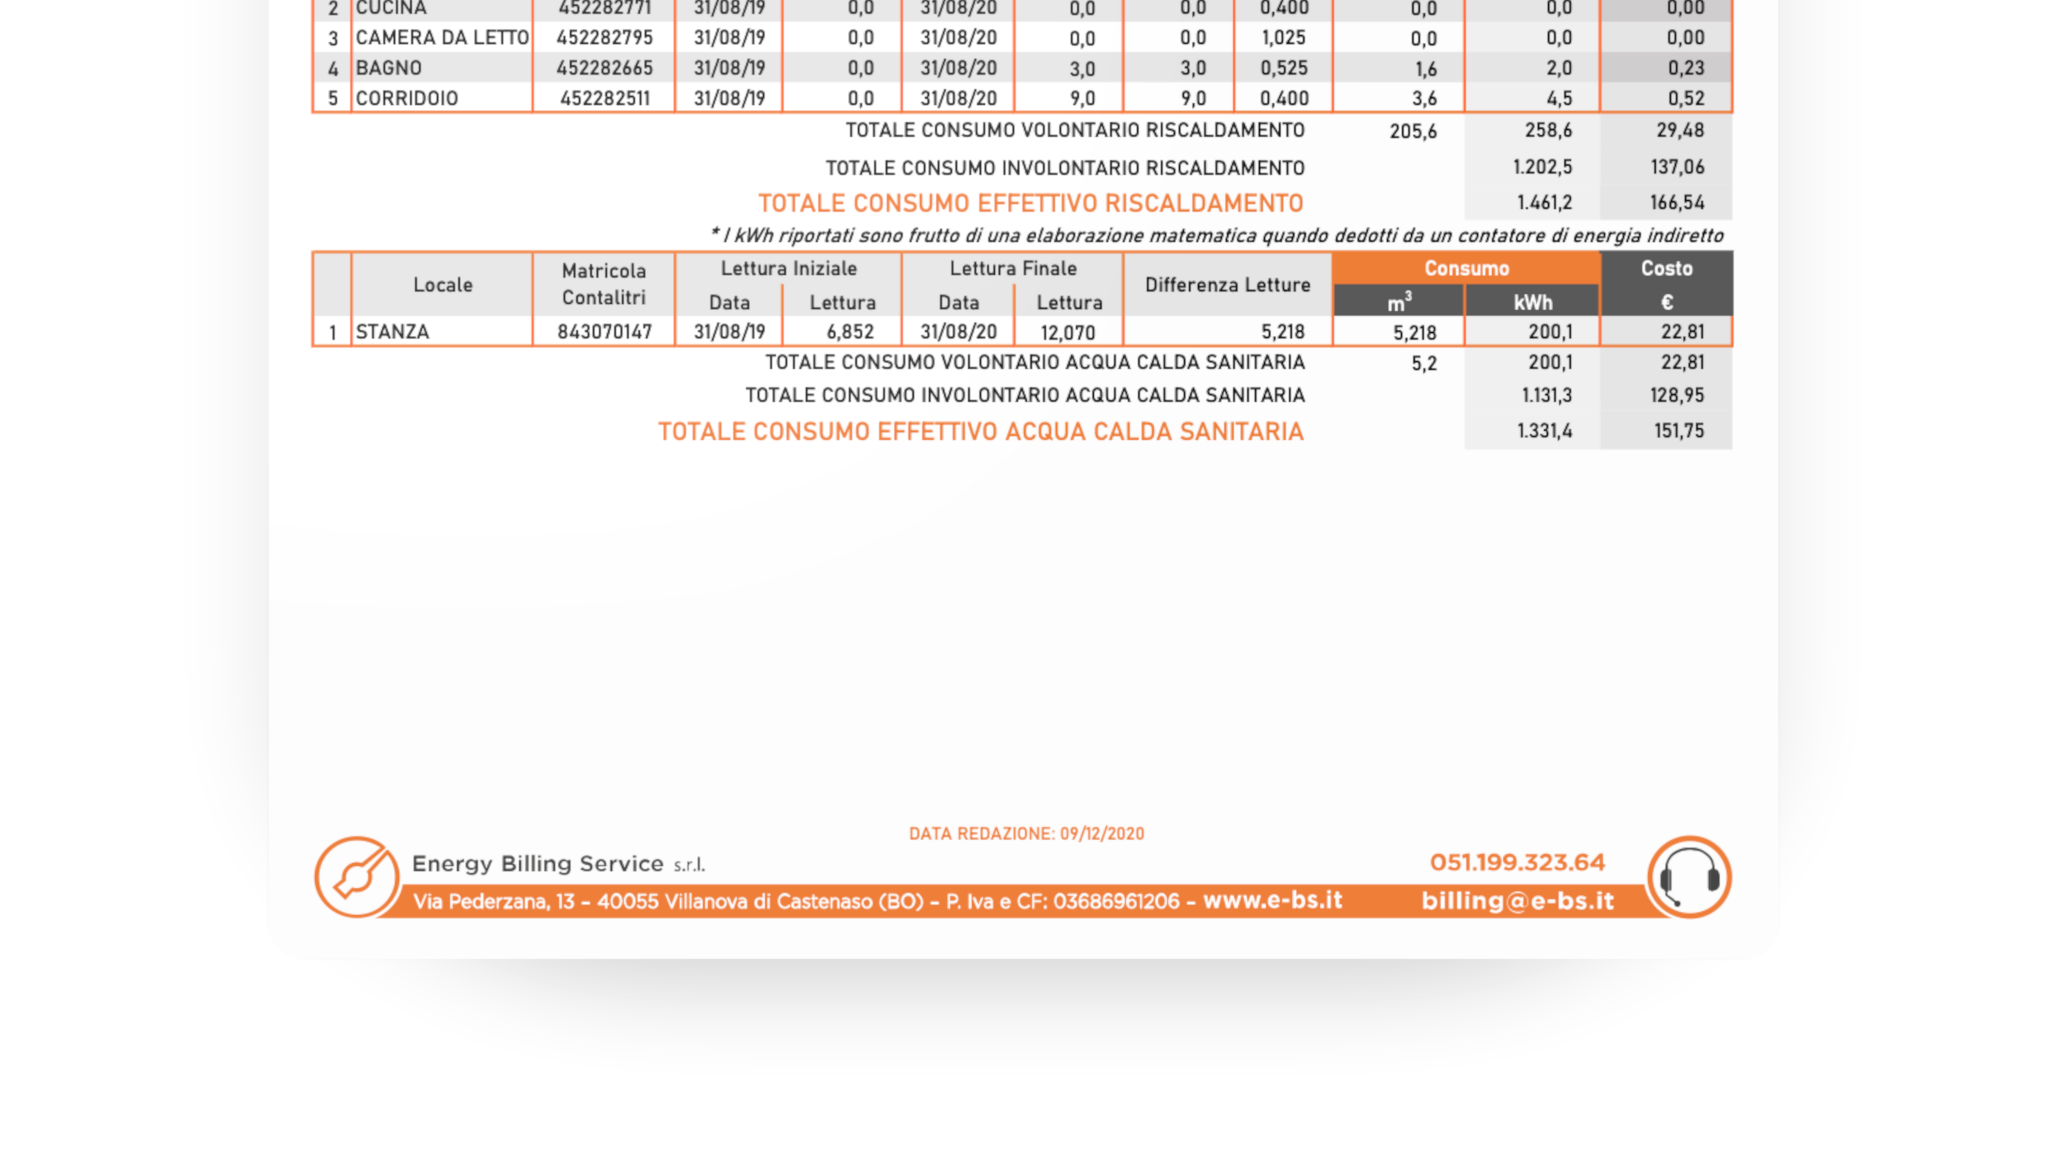 2 CUCINA 452282771 31/08/19 0,0 31/08/20 0,0 0,0 0,400 0,0 0,0 0,00
3 CAMERA DA LETTO 452282795 31/08/19 0,0 31/08/20 0,0 0,0 1,025 0,0 0,0 0,00
4 BAGNO 452282665 31/08/19 0,0 31/08/20 3,0 3,0 0,525 1,6 2,0 0,23
5 CORRIDOIO 452282511 31/08/19 0,0 31/08/20 9,0 9,0 0,400 3,6 4,5 0,52
TOTALE CONSUMO VOLONTARIO RISCALDAMENTO 205,6 258,6 29,48
TOTALE CONSUMO INVOLONTARIO RISCALDAMENTO 1.202,5 137,06
TOTALE CONSUMO EFFETTIVO RISCALDAMENTO 1.461,2 166,54
* I kWh riportati sono frutto di una elaborazione matematica quando dedotti da un contatore di energia indiretto
Locale Matricola Contalitri Lettura Iniziale Lettura Finale Differenza Letture Consumo Costo
Data Lettura Data Lettura m³ kWh €
1 STANZA 843070147 31/08/19 6,852 31/08/20 12,070 5,218 5,218 200,1 22,81
TOTALE CONSUMO VOLONTARIO ACQUA CALDA SANITARIA 5,2 200,1 22,81
TOTALE CONSUMO INVOLONTARIO ACQUA CALDA SANITARIA 1.131,3 128,95
TOTALE CONSUMO EFFETTIVO ACQUA CALDA SANITARIA 1.331,4 151,75
DATA REDAZIONE: 09/12/2020
Energy Billing Service s.r.l. 051.199.323.64
Via Pederzana, 13 - 40055 Villanova di Castenaso (BO) - P. Iva e CF: 03686961206 - www.e-bs.it billing@e-bs.it